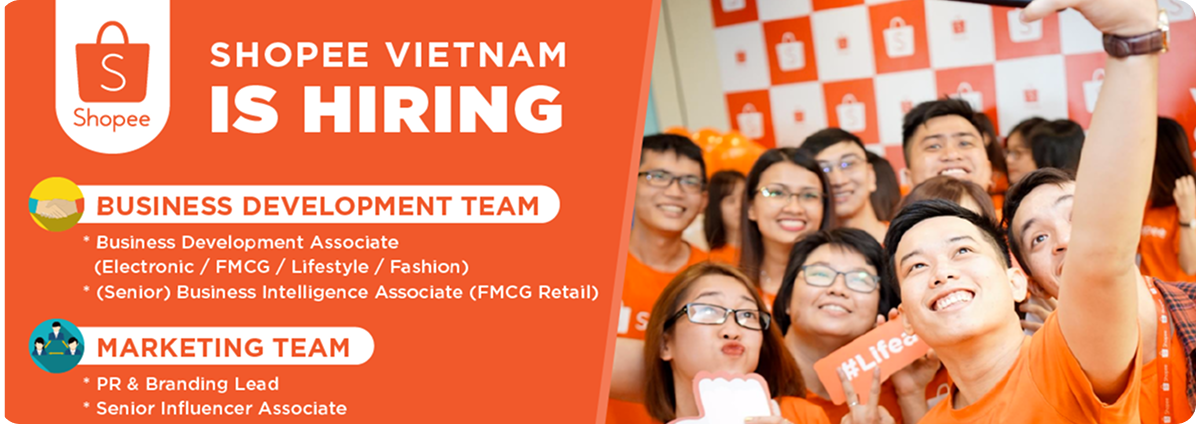 Shopee
SHOPEE VIETNAM
IS HIRING
BUSINESS DEVELOPMENT TEAM
* Business Development Associate
(Electronic / FMCG / Lifestyle / Fashion)
* (Senior) Business Intelligence Associate (FMCG Retail)
MARKETING TEAM
* PR & Branding Lead
* Senior Influencer Associate